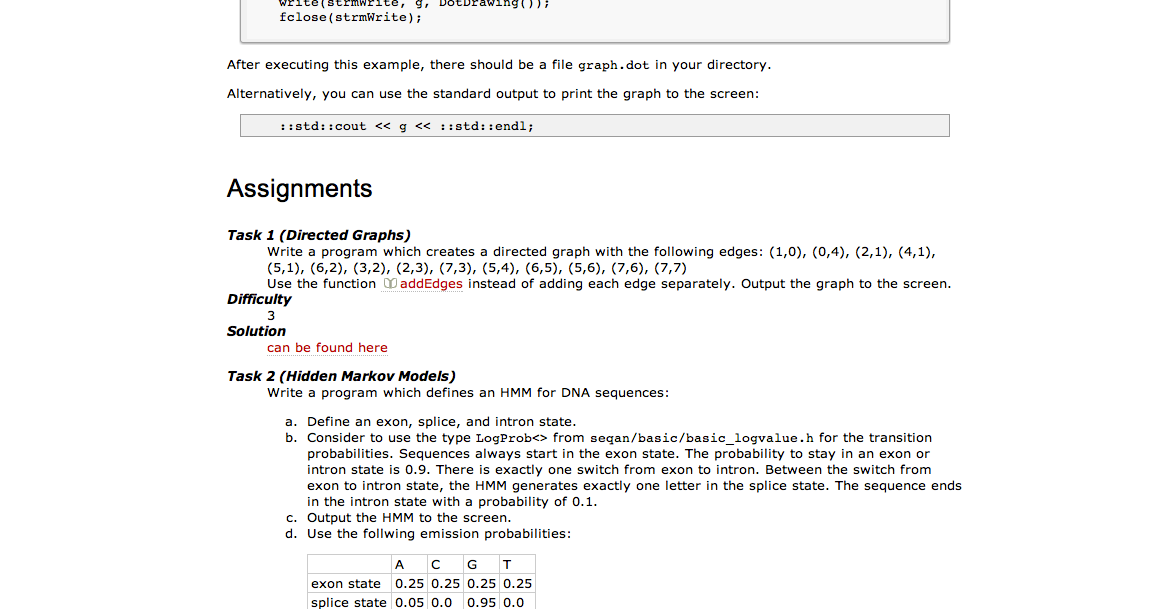 write(strmWrite, g, DotDrawing());
fclose(strmWrite);
After executing this example, there should be a file graph.dot in your directory.
Alternatively, you can use the standard output to print the graph to the screen:
::std::cout << g << ::std::endl;
Assignments
Task 1 (Directed Graphs)
Write a program which creates a directed graph with the following edges: (1,0), (0,4), (2,1), (4,1),
(5,1), (6,2), (3,2), (2,3), (7,3), (5,4), (6,5), (5,6), (7,6), (7,7)
Use the function addEdges instead of adding each edge separately. Output the graph to the screen.
Difficulty
3
Solution
can be found here
Task 2 (Hidden Markov Models)
Write a program which defines an HMM for DNA sequences:
a. Define an exon, splice, and intron state.
b. Consider to use the type LogProb<> from seqan/basic/basic_logvalue.h for the transition
probabilities. Sequences always start in the exon state. The probability to stay in an exon or
intron state is 0.9. There is exactly one switch from exon to intron. Between the switch from
exon to intron state, the HMM generates exactly one letter in the splice state. The sequence ends
in the intron state with a probability of 0.1.
c. Output the HMM to the screen.
d. Use the follwing emission probabilities:
A C G T
exon state 0.25 0.25 0.25 0.25
splice state 0.05 0.0 0.95 0.0